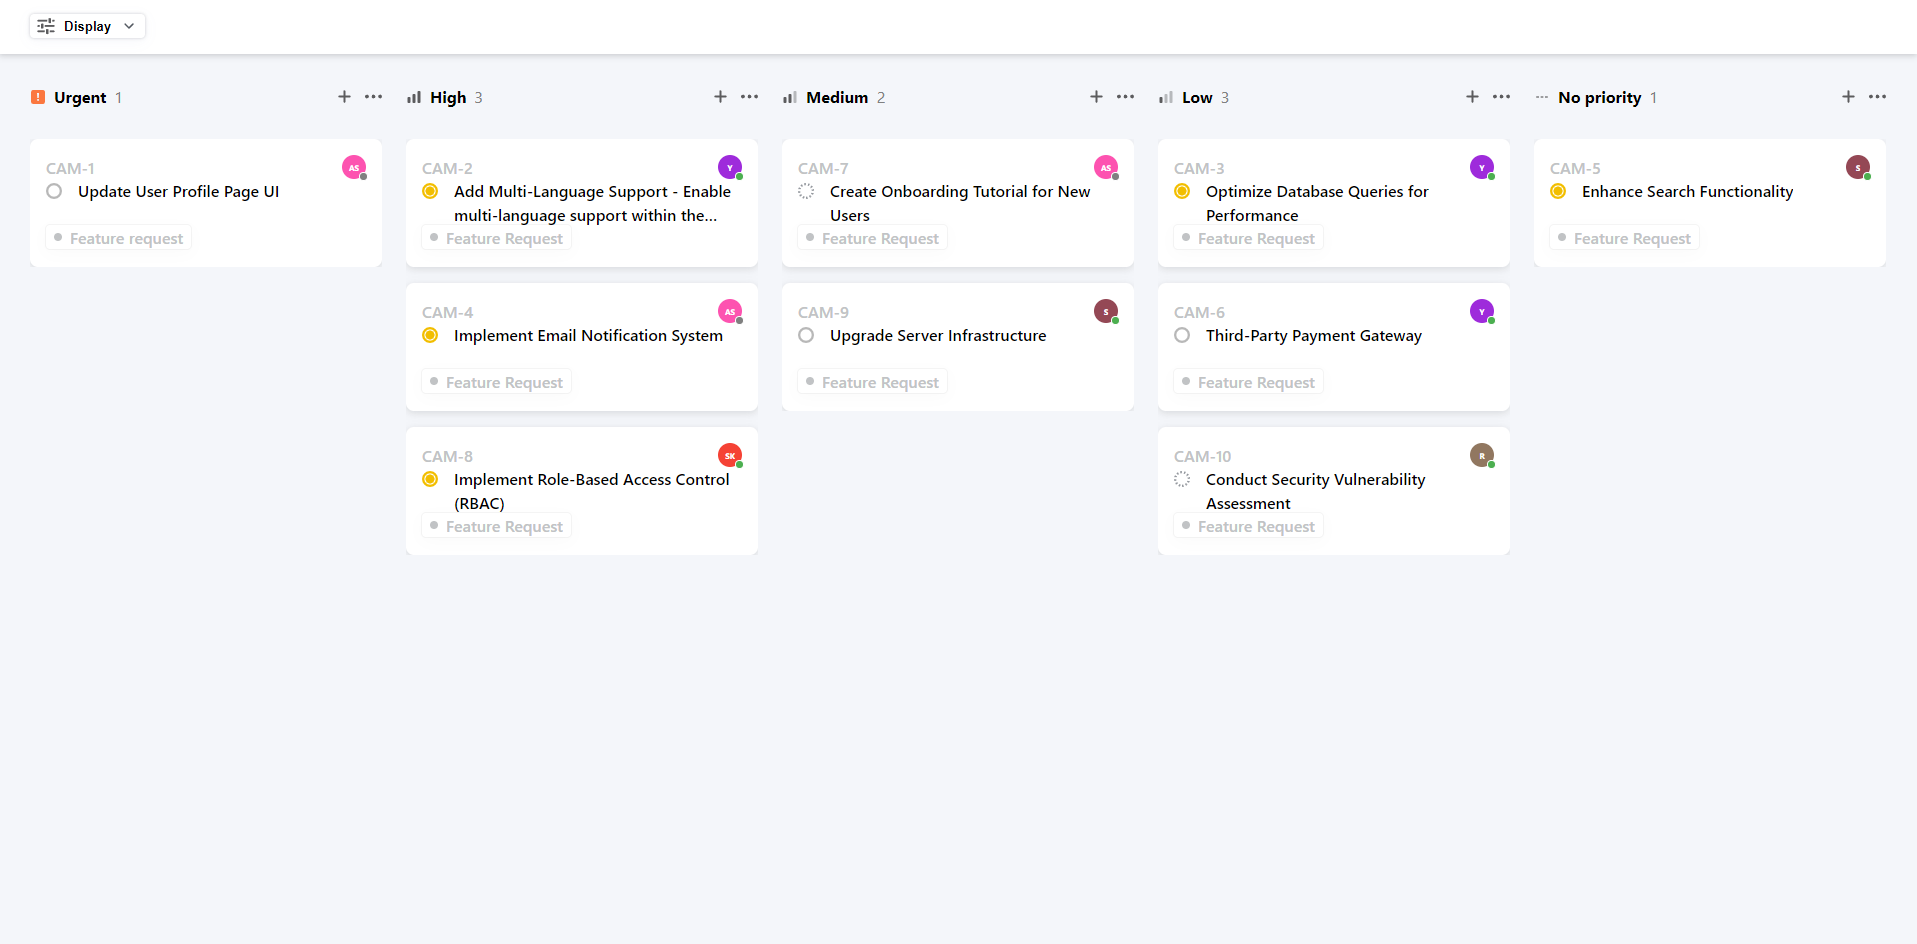 Display
Urgent 1
CAM-1
AS
Update User Profile Page UI
Feature request
High 3
CAM-2
Y
Add Multi-Language Support - Enable
multi-language support within the...
Feature Request
CAM-4
AS
Implement Email Notification System
Feature Request
CAM-8
SK
Implement Role-Based Access Control
(RBAC)
Feature Request
Medium 2
CAM-7
AS
Create Onboarding Tutorial for New
Users
Feature Request
CAM-9
S
Upgrade Server Infrastructure
Feature Request
Low 3
CAM-3
Y
Optimize Database Queries for
Performance
Feature Request
CAM-6
Y
Third-Party Payment Gateway
Feature Request
CAM-10
R
Conduct Security Vulnerability
Assessment
Feature Request
No priority 1
CAM-5
S
Enhance Search Functionality
Feature Request